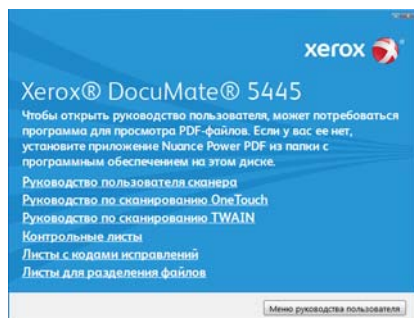 xerox
Xerox® DocuMate® 5445
Чтобы открыть руководство пользователя, может потребоваться
программа для просмотра PDF-файлов. Если у вас ее нет,
установите приложение Nuance Power PDF из папки с
программным обеспечением на этом диске.
Руководство пользователя сканера
Руководство по сканированию OneTouch
Руководство по сканированию TWAIN
Контрольные листы
Листы с кодами исправлений
Листы для разделения файлов
Меню руководства пользователя